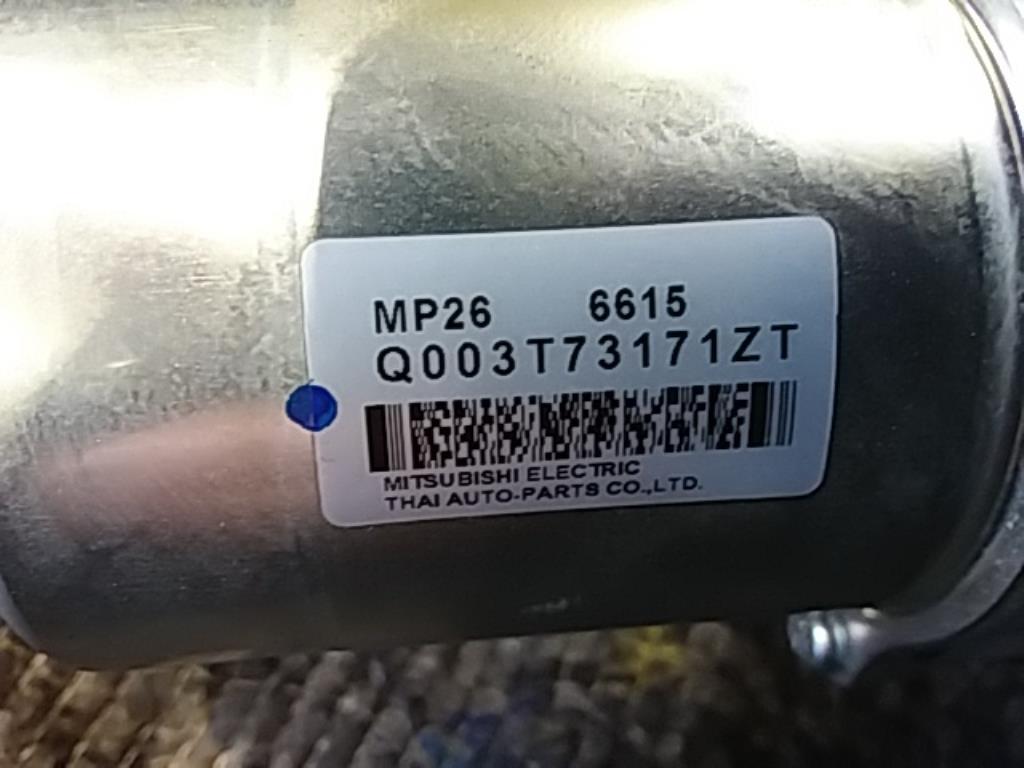 MP26 6615
Q003T73171ZT
MITSUBISHI ELECTRIC
THAI AUTO-PARTS CO.,LTD.